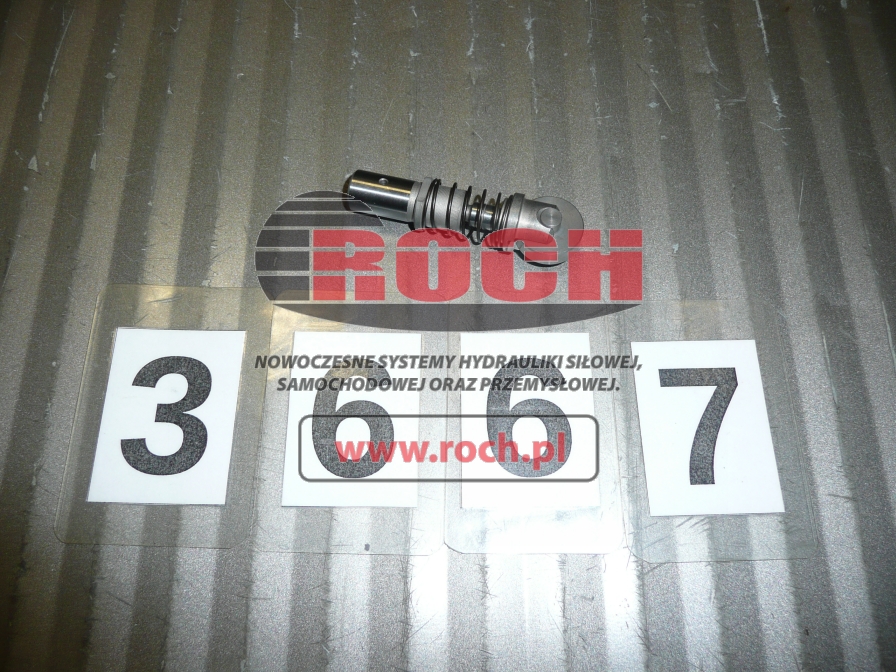 ROCH
NOWOCZESNE SYSTEMY HYDRAULIKI SIŁOWEJ,
SAMOCHODOWEJ ORAZ PRZEMYSŁOWEJ.
3 6 6 7
www.roch.pl